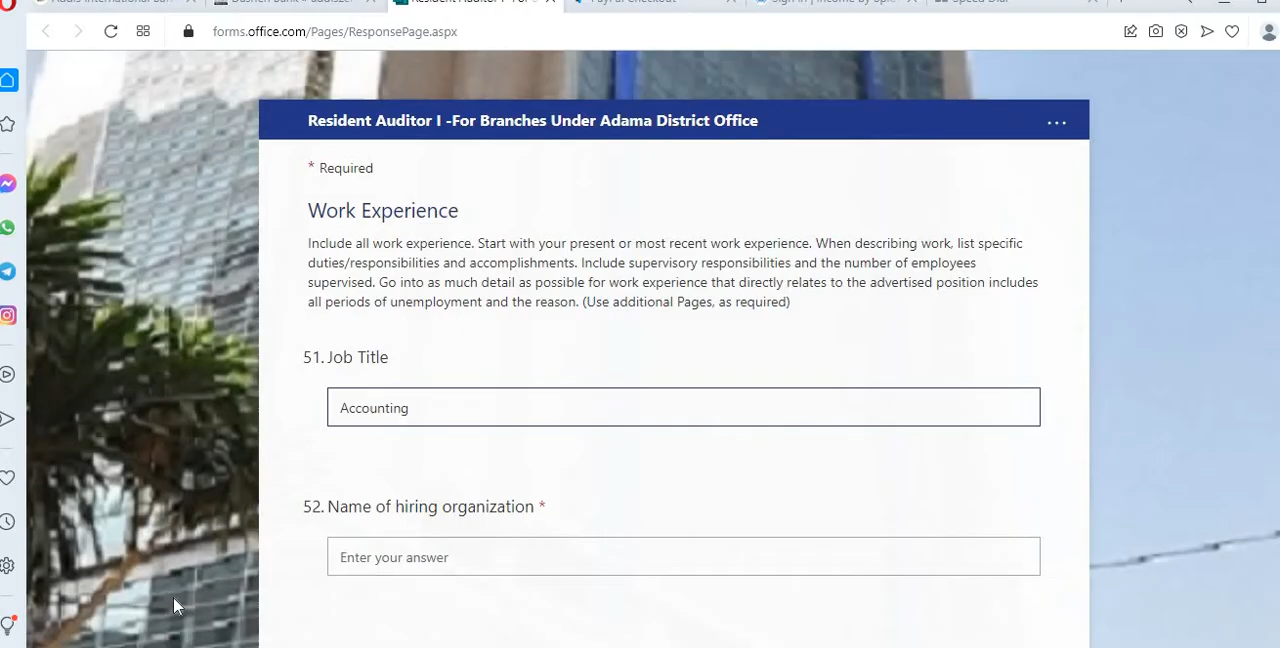 forms.office.com/Pages/ResponsePage.aspx
Resident Auditor I -For Branches Under Adama District Office
...
* Required
Work Experience
Include all work experience. Start with your present or most recent work experience. When describing work, list specific
duties/responsibilities and accomplishments. Include supervisory responsibilities and the number of employees
supervised. Go into as much detail as possible for work experience that directly relates to the advertised position includes
all periods of unemployment and the reason. (Use additional Pages, as required)
51. Job Title
Accounting
52. Name of hiring organization *
Enter your answer